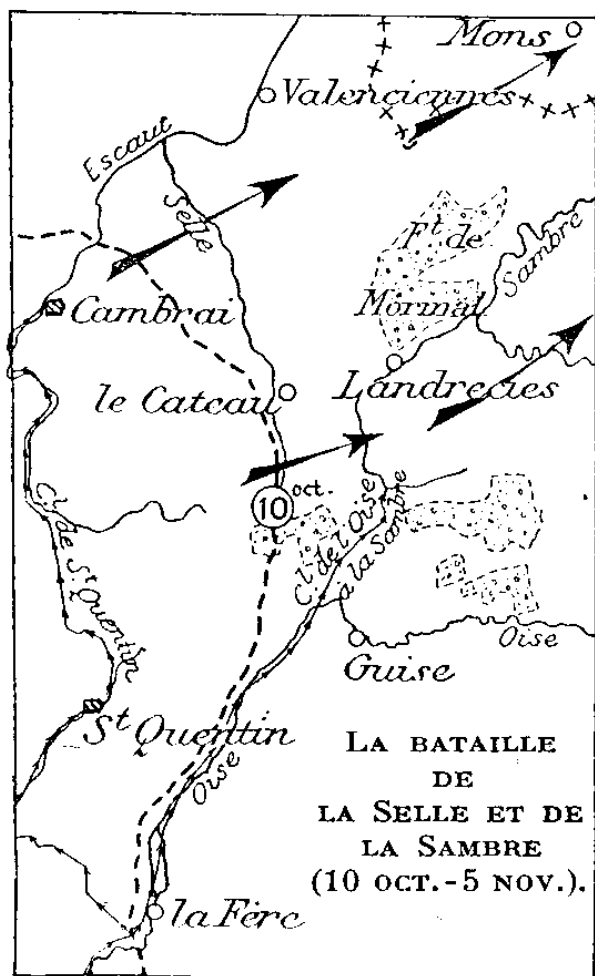 Mons
Valenciennes
Escaut
Selle
Ft de
Mormal
Sambre
Cambrai
Landrecies
le Cateau
10 oct.
Cl de l'Oise
à la Sambre
Cl de St Quentin
Oise
Guise
St Quentin
Oise
LA BATAILLE
DE
LA SELLE ET DE
LA SAMBRE
(10 OCT.-5 NOV.).
la Fère